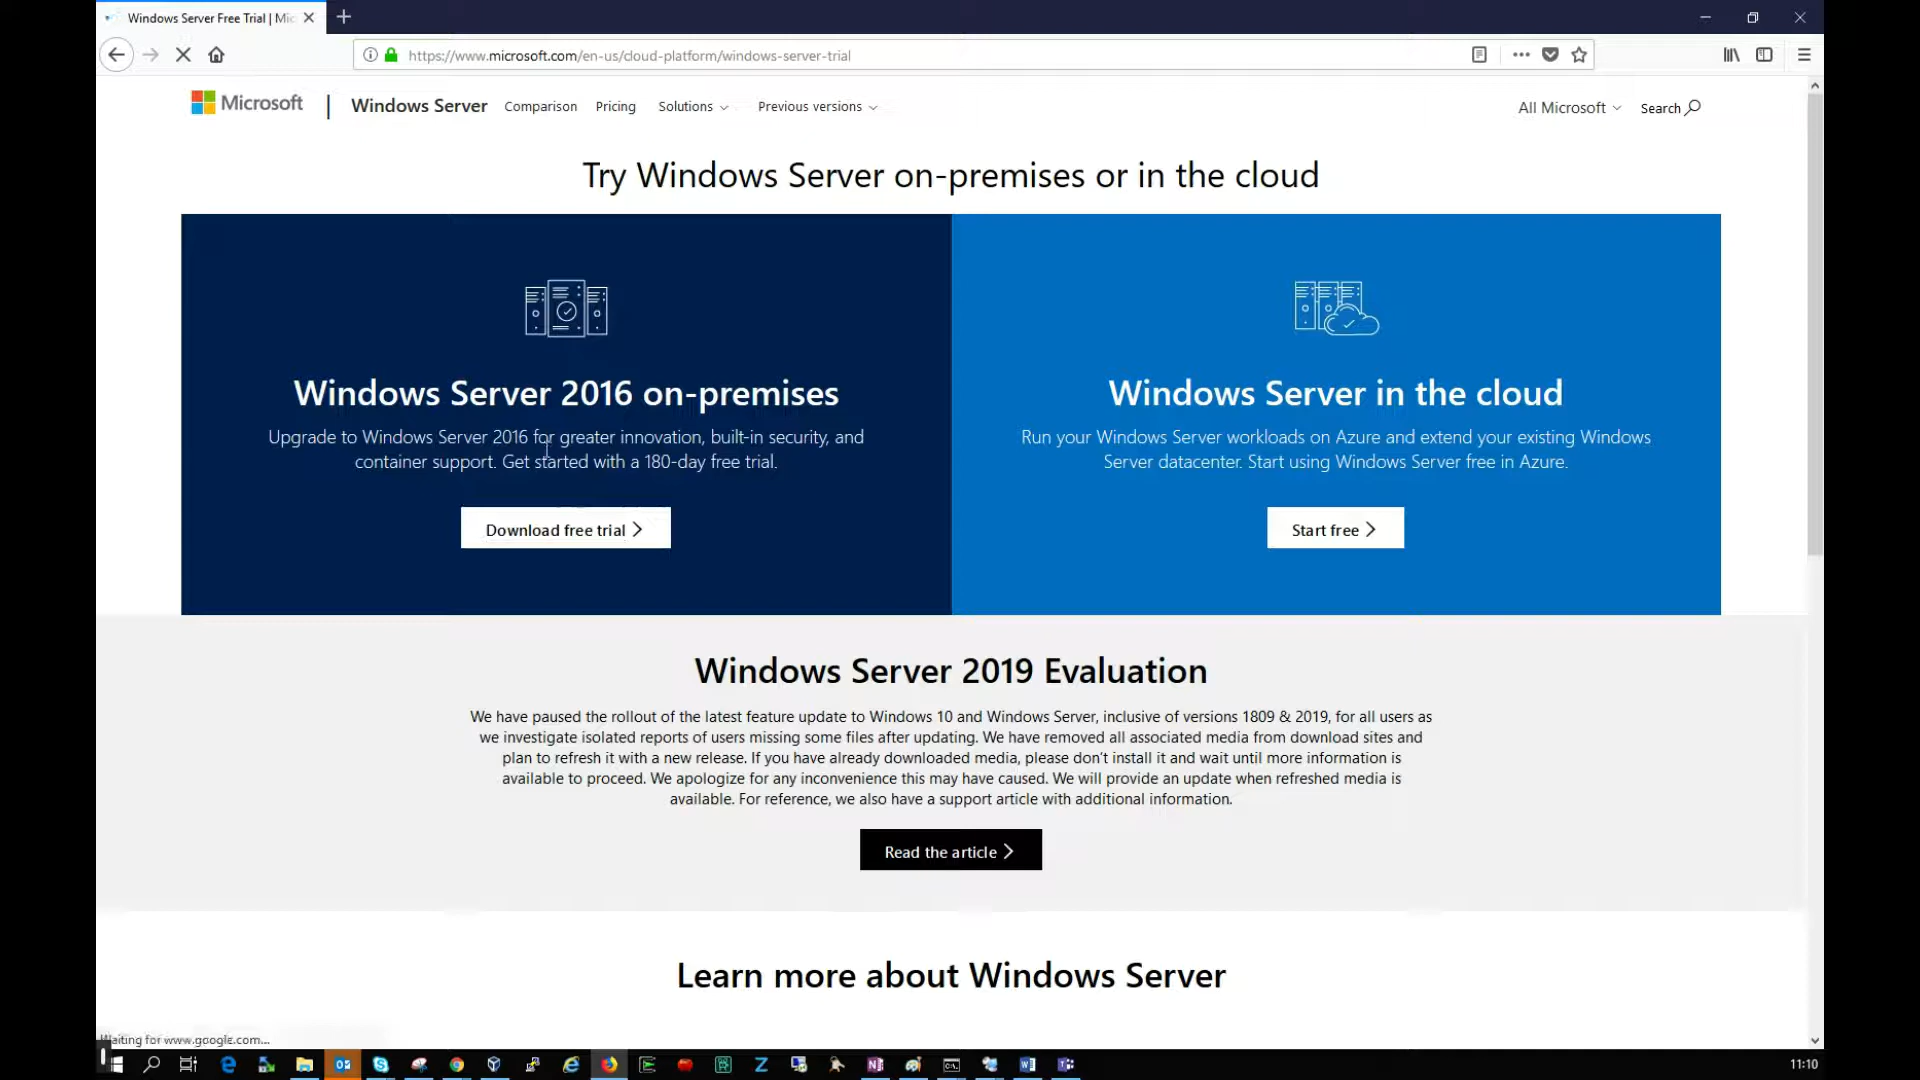 Windows Server Free Trial | Mic
https://www.microsoft.com/en-us/cloud-platform/windows-server-trial
Microsoft | Windows Server Comparison Pricing Solutions Previous versions All Microsoft Search
Try Windows Server on-premises or in the cloud
Windows Server 2016 on-premises
Upgrade to Windows Server 2016 for greater innovation, built-in security, and
container support. Get started with a 180-day free trial.
Download free trial
Windows Server in the cloud
Run your Windows Server workloads on Azure and extend your existing Windows
Server datacenter. Start using Windows Server free in Azure.
Start free
Windows Server 2019 Evaluation
We have paused the rollout of the latest feature update to Windows 10 and Windows Server, inclusive of versions 1809 & 2019, for all users as
we investigate isolated reports of users missing some files after updating. We have removed all associated media from download sites and
plan to refresh it with a new release. If you have already downloaded media, please don't install it and wait until more information is
available to proceed. We apologize for any inconvenience this may have caused. We will provide an update when refreshed media is
available. For reference, we also have a support article with additional information.
Read the article
Learn more about Windows Server
Waiting for www.google.com...
11:10